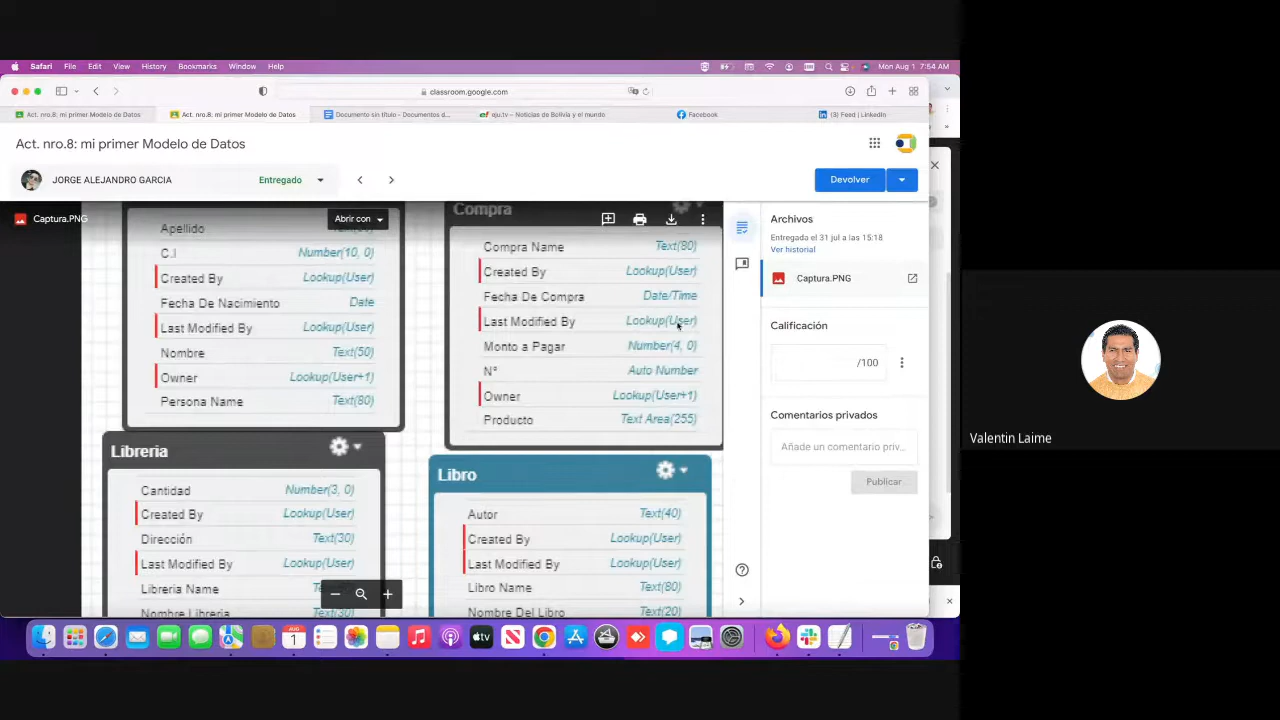 Safari File Edit View History Bookmarks Window Help Mon Aug 1 7:54 AM
classroom.google.com
Act. nro.8: mi primer Modelo de Datos Act. nro.8: mi primer Modelo de Datos Documento sin título - Documentos d... eju.tv – Noticias de Bolivia y el mundo Facebook (3) Feed | LinkedIn
Act. nro.8: mi primer Modelo de Datos
JORGE ALEJANDRO GARCIA Entregado Devolver
Captura.PNG Abrir con
Apellido
C.I Number(10, 0)
Created By Lookup(User)
Fecha De Nacimiento Date
Last Modified By Lookup(User)
Nombre Text(50)
Owner Lookup(User+1)
Persona Name Text(80)
Compra
Compra Name Text(80)
Created By Lookup(User)
Fecha De Compra Date/Time
Last Modified By Lookup(User)
Monto a Pagar Number(4, 0)
N° Auto Number
Owner Lookup(User+1)
Producto Text Area(255)
Libreria
Cantidad Number(3, 0)
Created By Lookup(User)
Dirección Text(30)
Last Modified By Lookup(User)
Libreria Name
Nombre Libreria Text(30)
Libro
Autor Text(40)
Created By Lookup(User)
Last Modified By Lookup(User)
Libro Name Text(80)
Nombre Del Libro Text(20)
Archivos
Entregada el 31 jul a las 15:18
Ver historial
Captura.PNG
Calificación
/100
Comentarios privados
Añade un comentario priv...
Publicar
Valentin Laime
AUG
1
tv